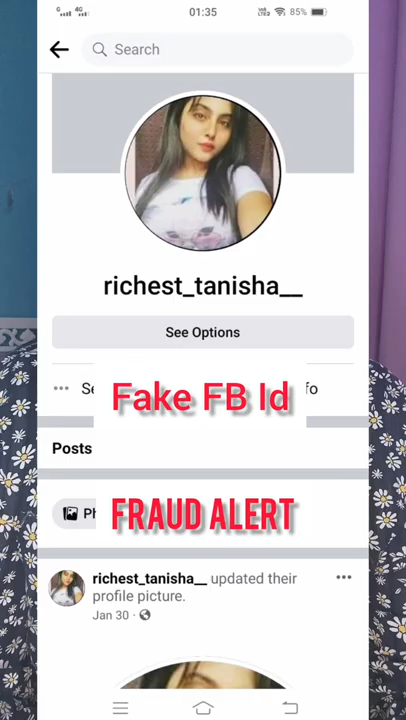 01:35
85%
Search
richest_tanisha__
See Options
Fake FB Id
Posts
FRAUD ALERT
richest_tanisha__ updated their
profile picture.
Jan 30